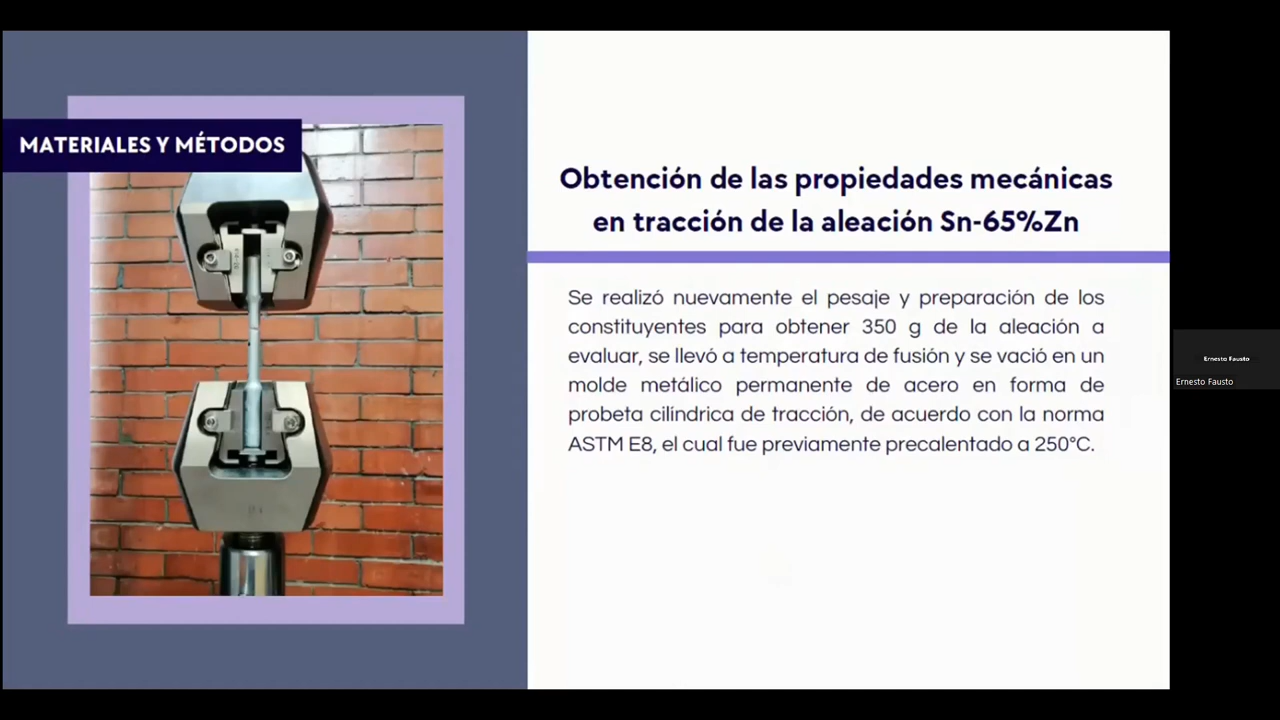 MATERIALES Y MÉTODOS
Obtención de las propiedades mecánicas
en tracción de la aleación Sn-65%Zn
Se realizó nuevamente el pesaje y preparación de los
constituyentes para obtener 350 g de la aleación a
evaluar, se llevó a temperatura de fusión y se vació en un
molde metálico permanente de acero en forma de
probeta cilíndrica de tracción, de acuerdo con la norma
ASTM E8, el cual fue previamente precalentado a 250°C.
Ernesto Fausto
Ernesto Fausto